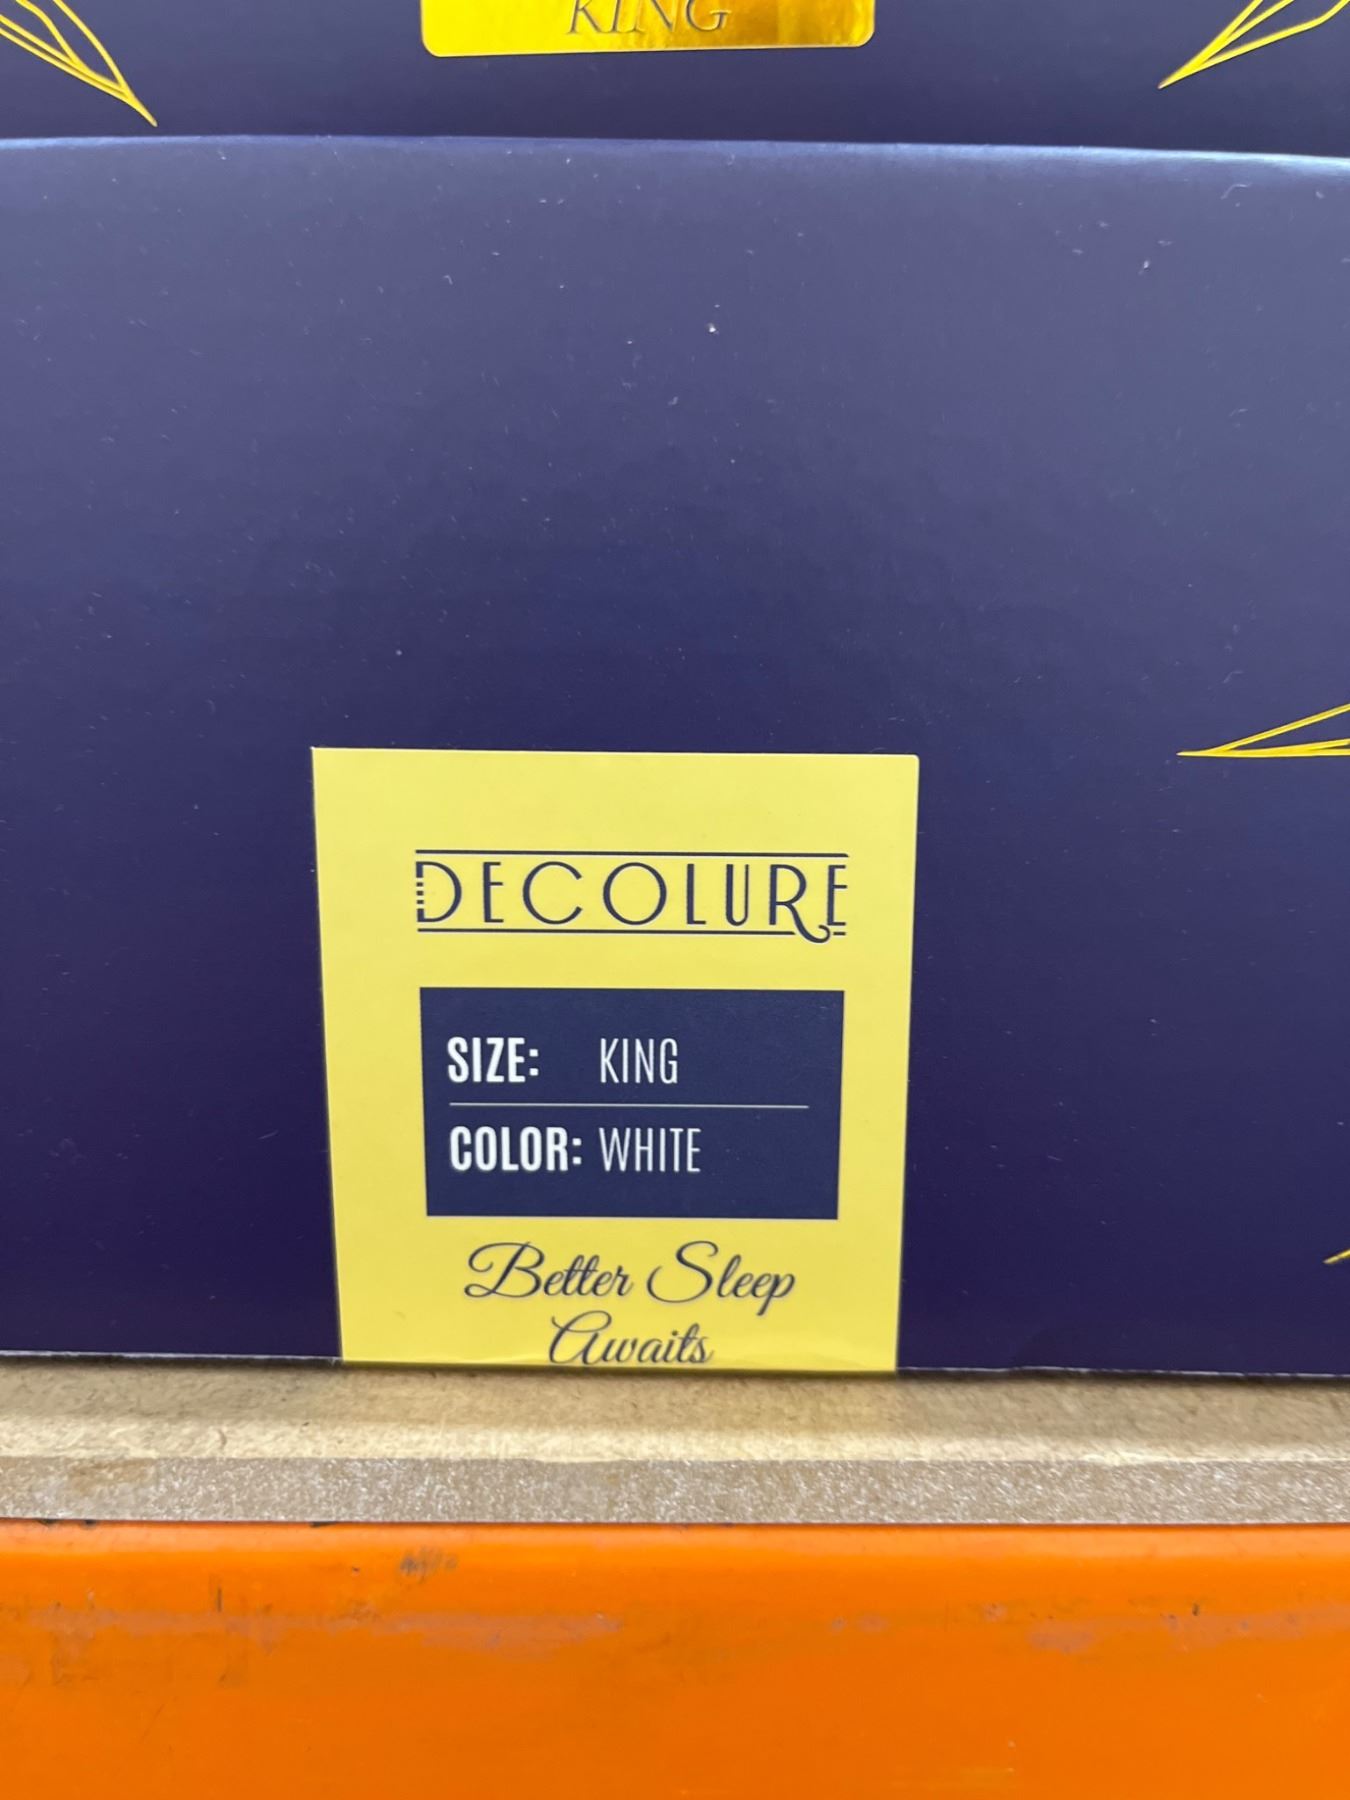 KING
DECOLURE
SIZE: KING
COLOR: WHITE
Better Sleep
Awaits